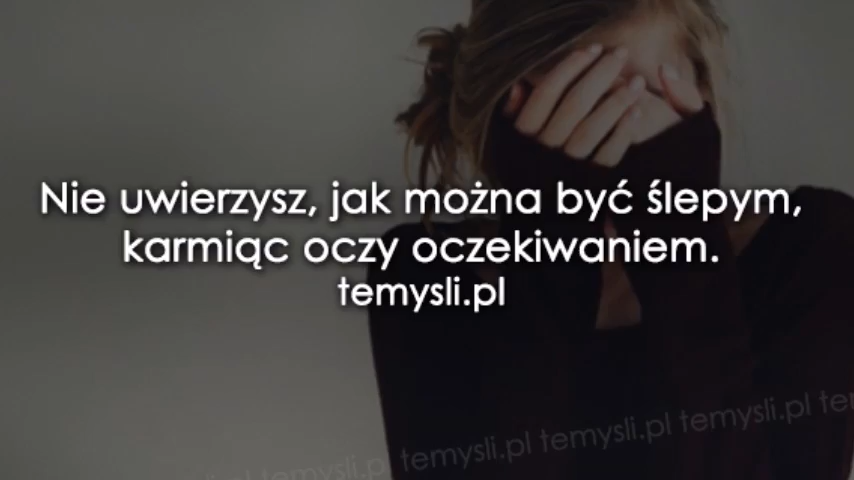 Nie uwierzysz, jak można być ślepym,
karmiąc oczy oczekiwaniem.
temysli.pl
temysli.pl temysli.pl temysli.pl